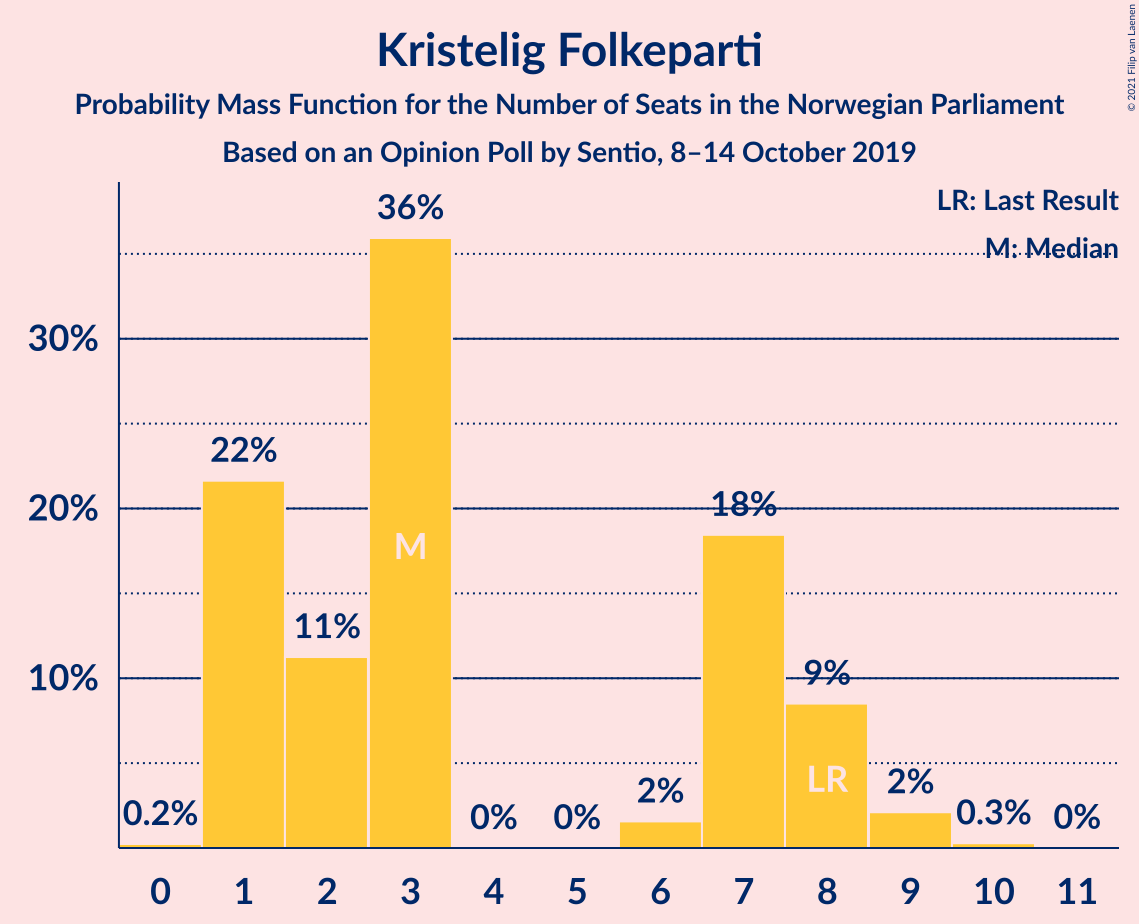 Kristelig Folkeparti
Probability Mass Function for the Number of Seats in the Norwegian Parliament
Based on an Opinion Poll by Sentio, 8–14 October 2019
© 2021 Filip van Laenen
LR: Last Result
M: Median
36%
30%
22%
20%
18%
M
11%
10%
9%
LR
2%
2%
0.2%
0%
0%
0.3%
0%
0 1 2 3 4 5 6 7 8 9 10 11